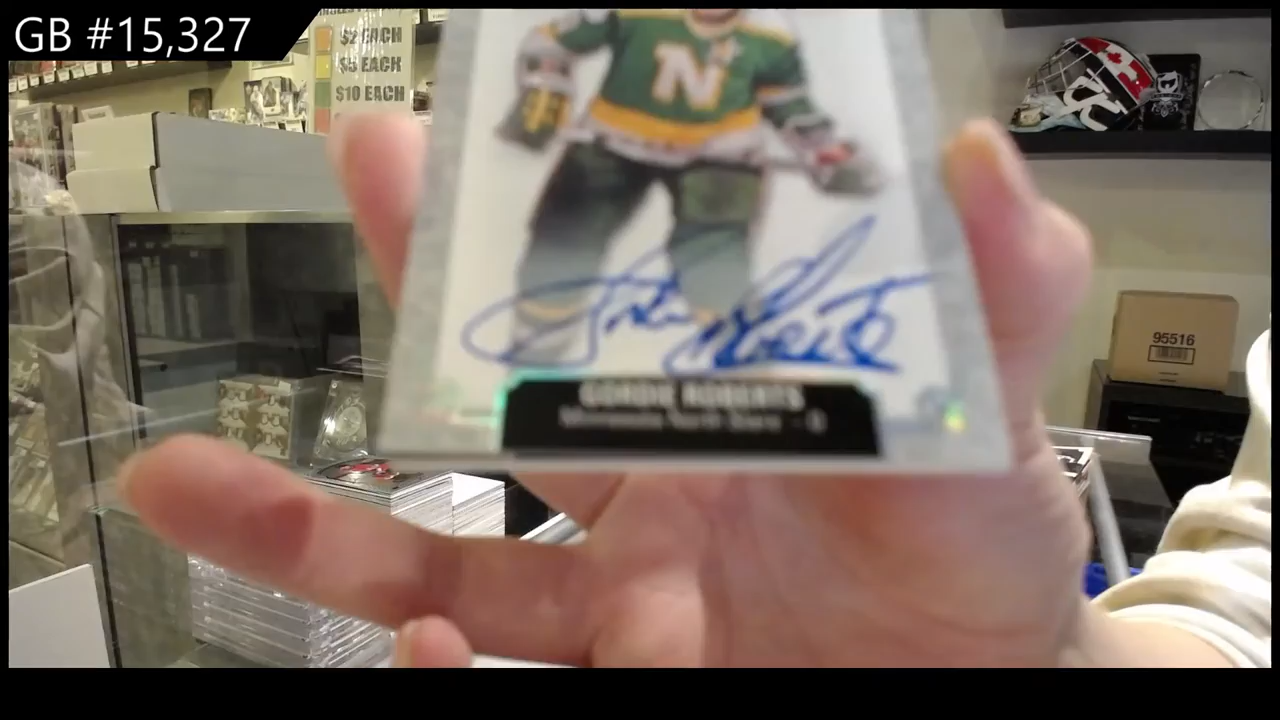 GB #15,327
$2 EACH
$5 EACH
$10 EACH
N
95516
GORDIE ROBERTS
Minnesota North Stars - D